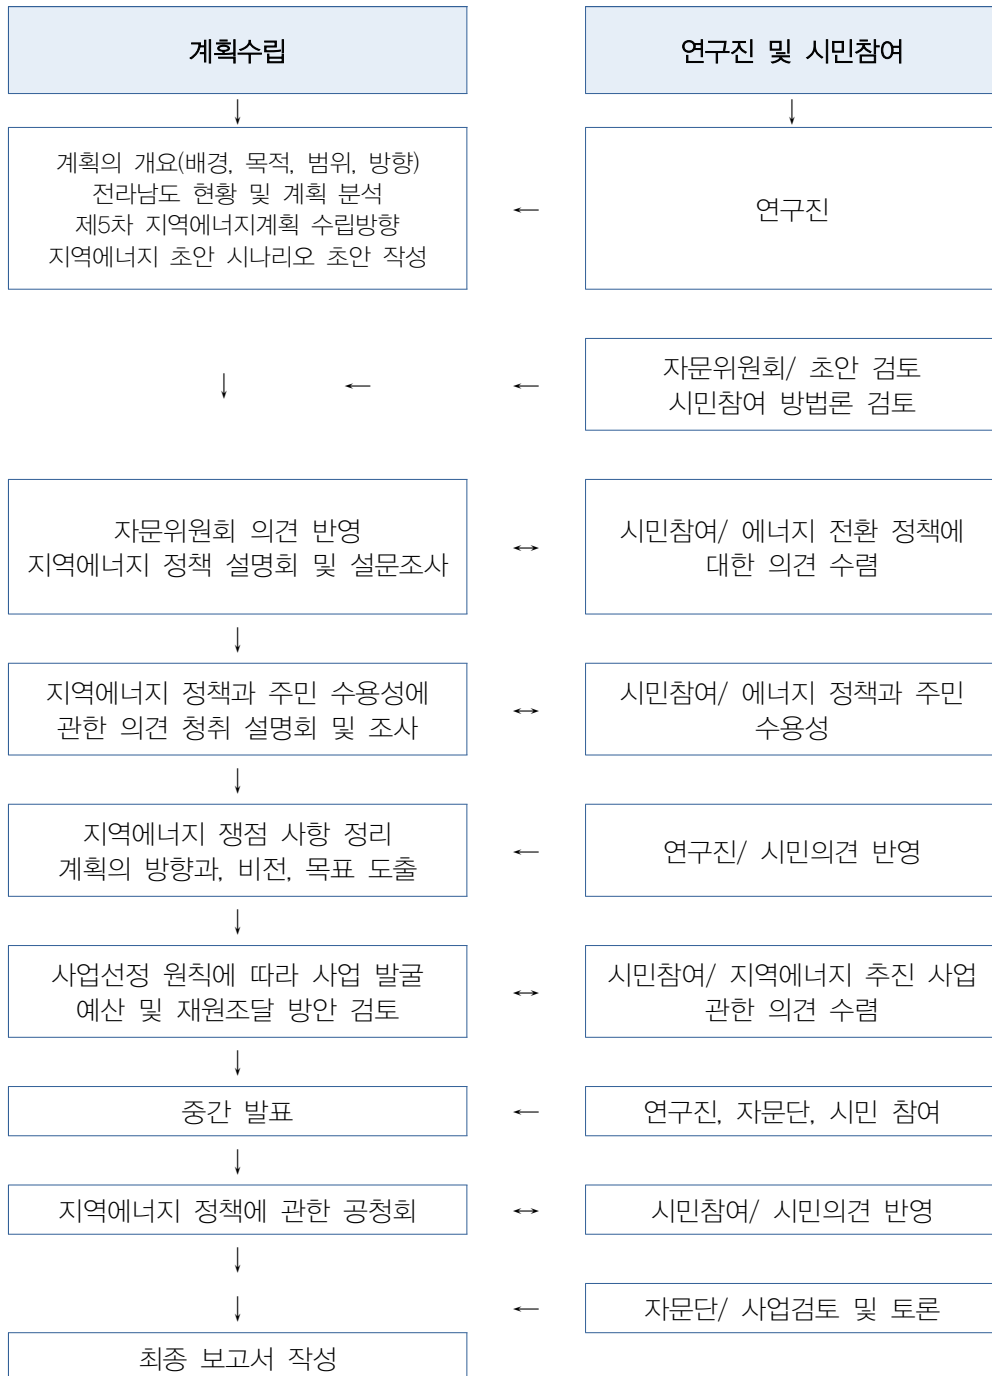 계획수립
연구진 및 시민참여
↓
↓
계획의 개요(배경, 목적, 범위, 방향)
전라남도 현황 및 계획 분석
제5차 지역에너지계획 수립방향
지역에너지 초안 시나리오 초안 작성
←
연구진
↓
←
←
자문위원회/ 초안 검토
시민참여 방법론 검토
자문위원회 의견 반영
지역에너지 정책 설명회 및 설문조사
↔
시민참여/ 에너지 전환 정책에
대한 의견 수렴
↓
지역에너지 정책과 주민 수용성에
관한 의견 청취 설명회 및 조사
↔
시민참여/ 에너지 정책과 주민
수용성
↓
지역에너지 쟁점 사항 정리
계획의 방향과, 비전, 목표 도출
←
연구진/ 시민의견 반영
↓
사업선정 원칙에 따라 사업 발굴
예산 및 재원조달 방안 검토
↔
시민참여/ 지역에너지 추진 사업
관한 의견 수렴
↓
중간 발표
←
연구진, 자문단, 시민 참여
↓
지역에너지 정책에 관한 공청회
↔
시민참여/ 시민의견 반영
↓
↓
←
자문단/ 사업검토 및 토론
최종 보고서 작성